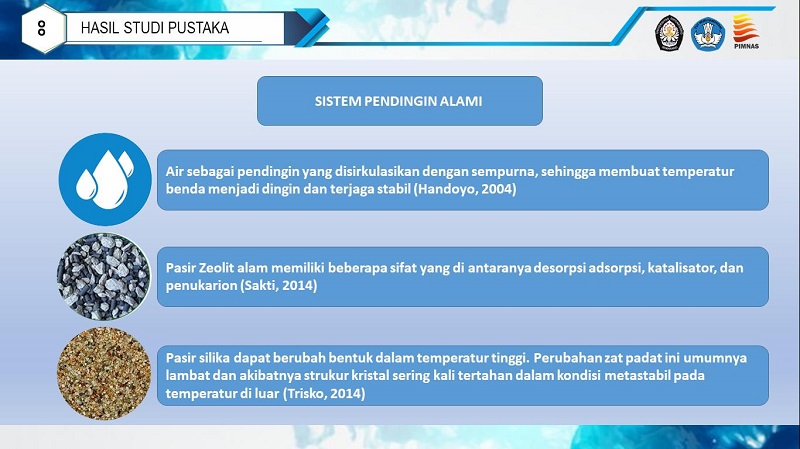 8
HASIL STUDI PUSTAKA
PIMNAS
SISTEM PENDINGIN ALAMI
Air sebagai pendingin yang disirkulasikan dengan sempurna, sehingga membuat temperatur
benda menjadi dingin dan terjaga stabil (Handoyo, 2004)
Pasir Zeolit alam memiliki beberapa sifat yang di antaranya desorpsi adsorpsi, katalisator, dan
penukarion (Sakti, 2014)
Pasir silika dapat berubah bentuk dalam temperatur tinggi. Perubahan zat padat ini umumnya
lambat dan akibatnya strukur kristal sering kali tertahan dalam kondisi metastabil pada
temperatur di luar (Trisko, 2014)